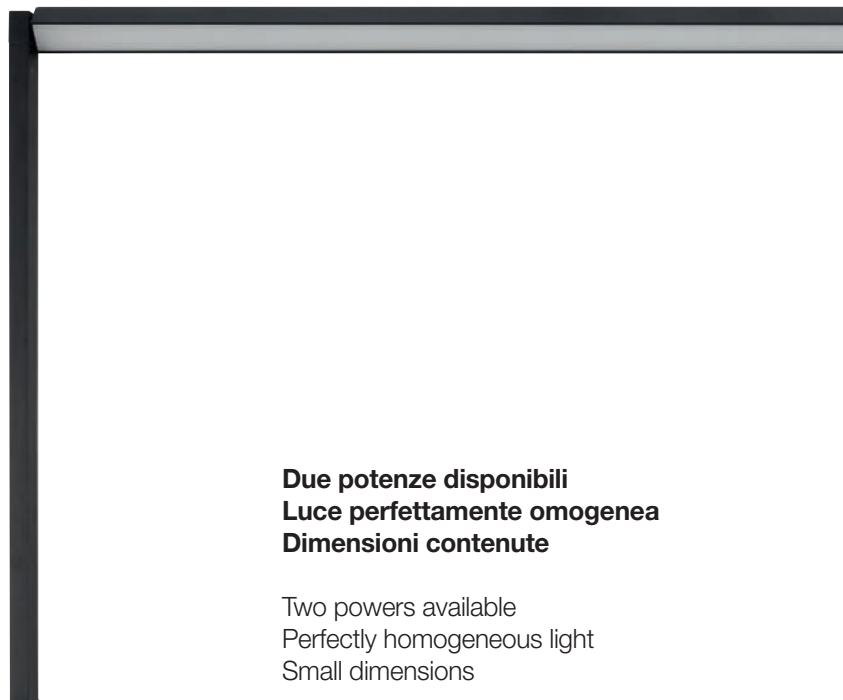 Due potenze disponibili
Luce perfettamente omogenea
Dimensioni contenute
Two powers available
Perfectly homogeneous light
Small dimensions